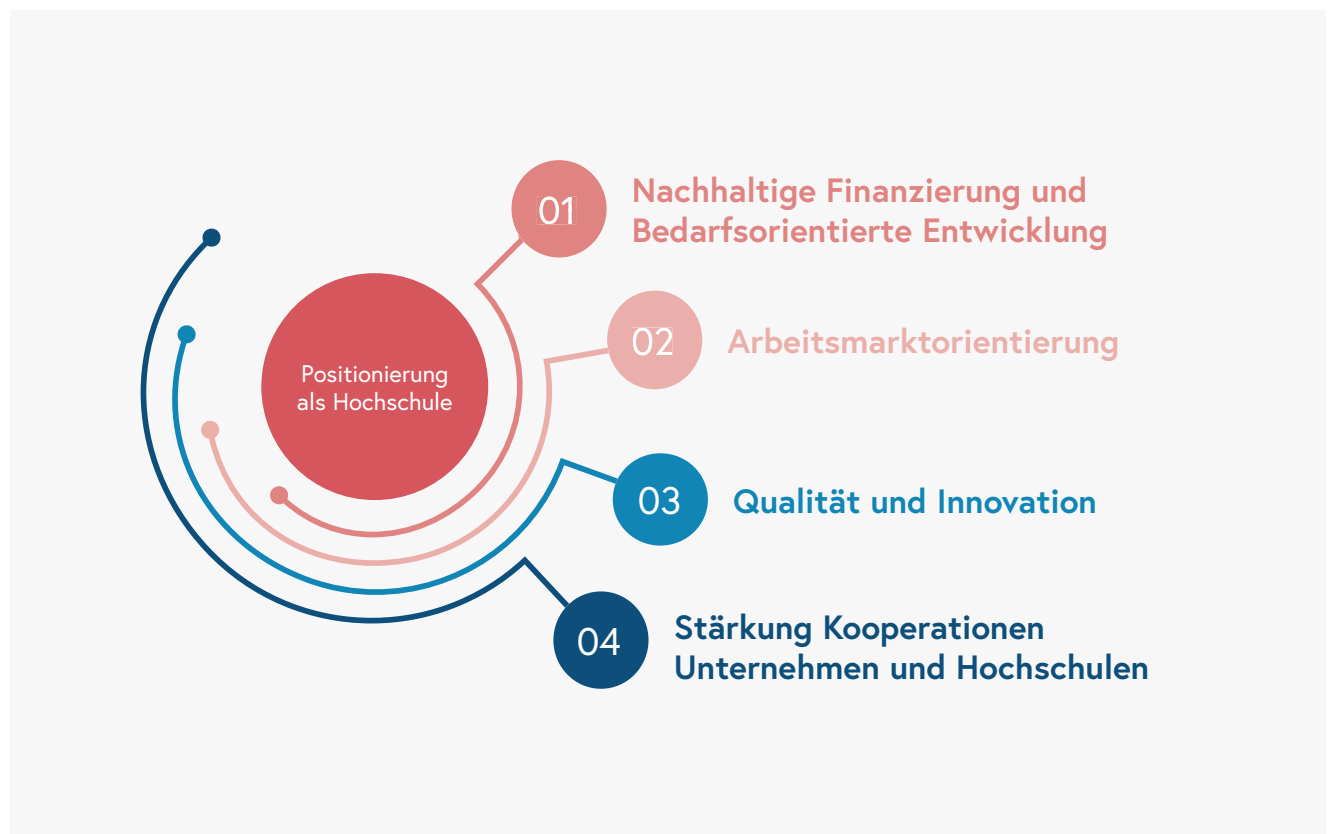 Positionierung
als Hochschule
01
Nachhaltige Finanzierung und
Bedarfsorientierte Entwicklung
02
Arbeitsmarktorientierung
03
Qualität und Innovation
04
Stärkung Kooperationen
Unternehmen und Hochschulen